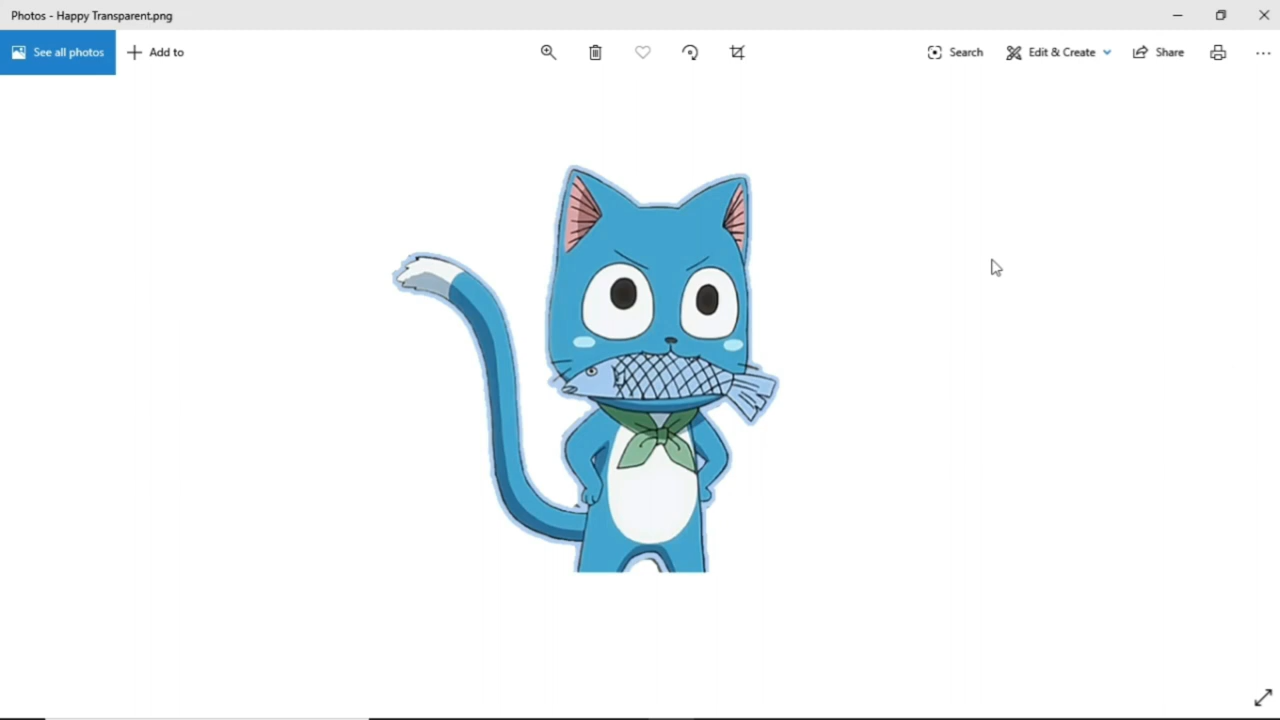 Photos - Happy Transparent.png
See all photos
Add to
Search
Edit & Create
Share